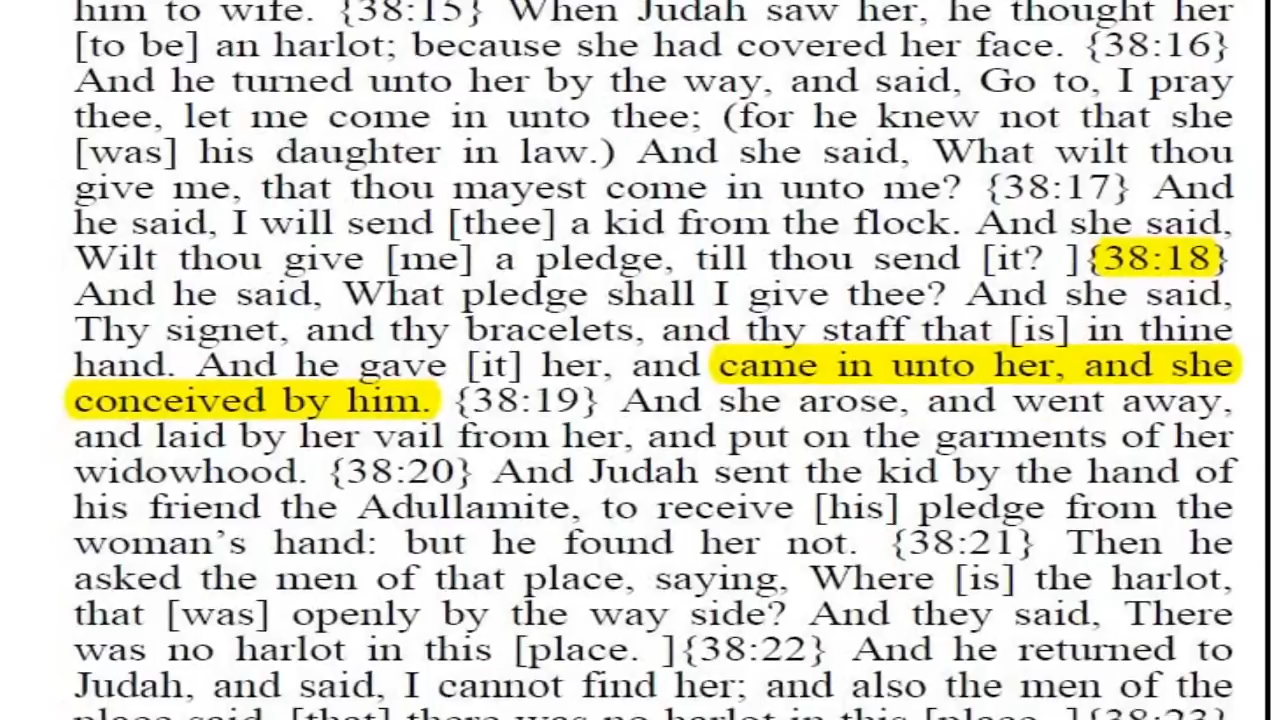 him to wife. {38:15} When Judah saw her, he thought her
[to be] an harlot; because she had covered her face. {38:16}
And he turned unto her by the way, and said, Go to, I pray
thee, let me come in unto thee; (for he knew not that she
[was] his daughter in law.) And she said, What wilt thou
give me, that thou mayest come in unto me? {38:17} And
he said, I will send [thee] a kid from the flock. And she said,
Wilt thou give [me] a pledge, till thou send [it? ]{38:18}
And he said, What pledge shall I give thee? And she said,
Thy signet, and thy bracelets, and thy staff that [is] in thine
hand. And he gave [it] her, and came in unto her, and she
conceived by him. {38:19} And she arose, and went away,
and laid by her vail from her, and put on the garments of her
widowhood. {38:20} And Judah sent the kid by the hand of
his friend the Adullamite, to receive [his] pledge from the
woman’s hand: but he found her not. {38:21} Then he
asked the men of that place, saying, Where [is] the harlot,
that [was] openly by the way side? And they said, There
was no harlot in this [place. ]{38:22} And he returned to
Judah, and said, I cannot find her; and also the men of the
place said, [that] there was no harlot in this [place. ]{38:23}